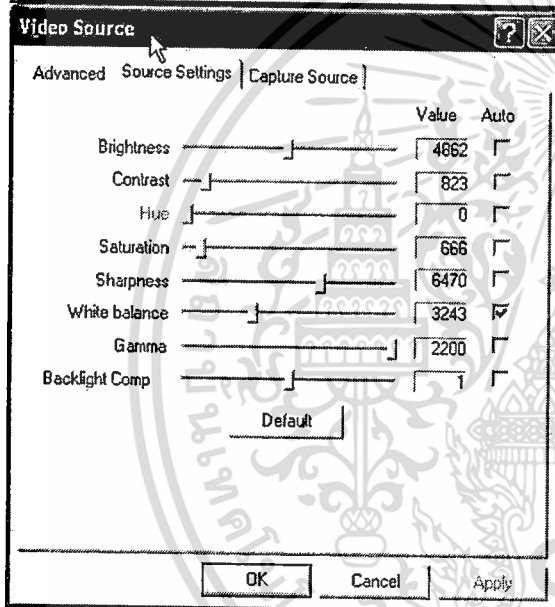 Video Source
Advanced Source Settings Capture Source
Value Auto
Brightness 4862
Contrast 823
Hue 0
Saturation 666
Sharpness 6470
White balance 3243
Gamma 2200
Backlight Comp 1
Default
OK Cancel Apply